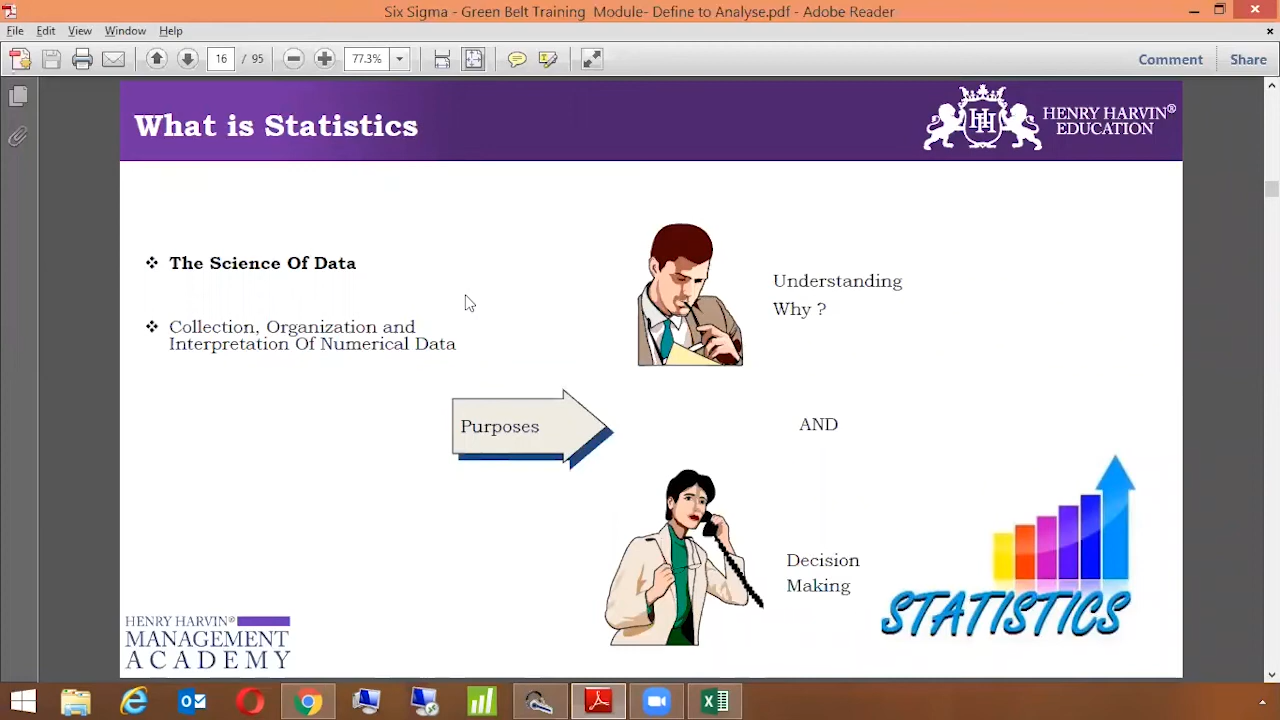 Six Sigma - Green Belt Training  Module- Define to Analyse.pdf - Adobe Reader
File Edit View Window Help
16 / 95 77.3% Comment Share
What is Statistics
HENRY HARVIN®
EDUCATION
❖ The Science Of Data
❖ Collection, Organization and
Interpretation Of Numerical Data
Understanding
Why ?
Purposes
AND
Decision
Making
STATISTICS
HENRY HARVIN®
MANAGEMENT
ACADEMY